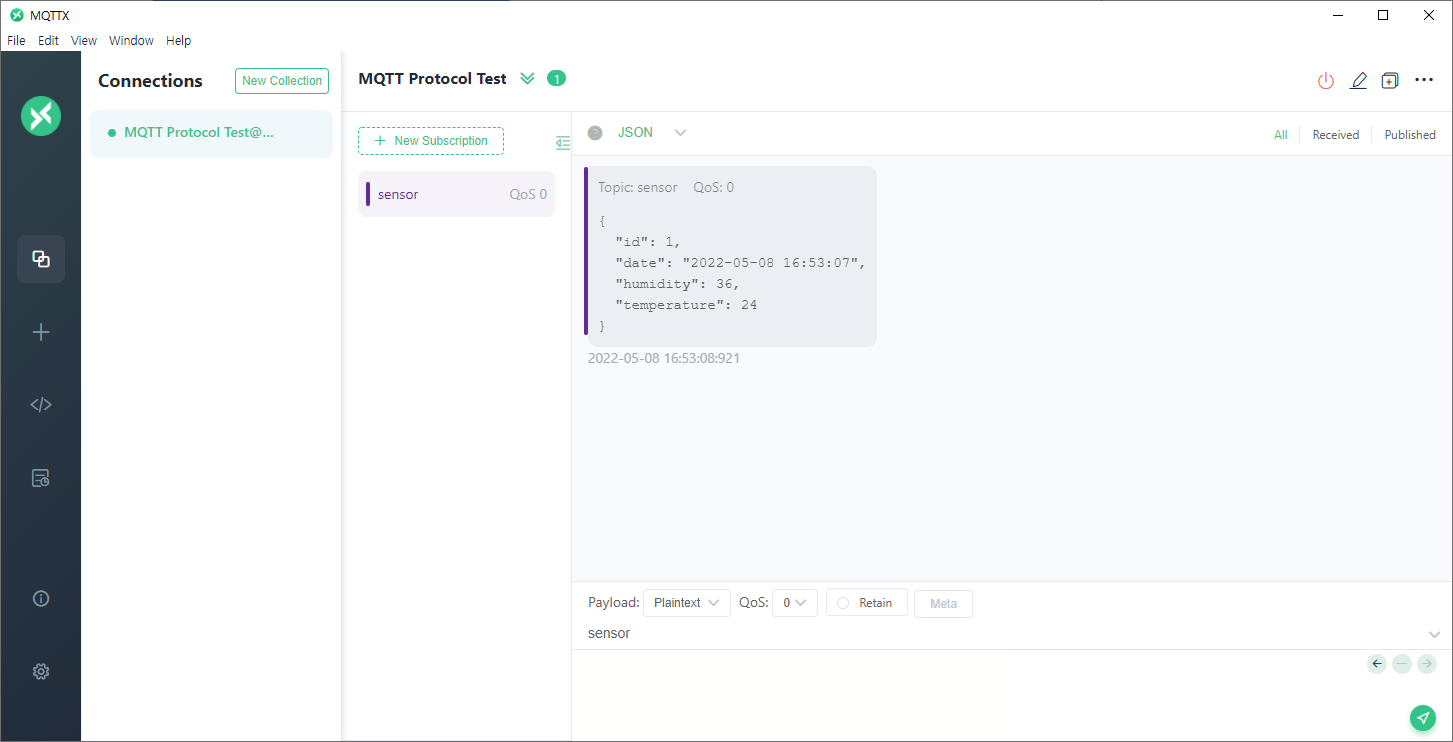 MQTTX
File Edit View Window Help
Connections
New Collection
MQTT Protocol Test@...
MQTT Protocol Test
1
New Subscription
sensor QoS 0
JSON
All Received Published
Topic: sensor QoS: 0
{
"id": 1,
"date": "2022-05-08 16:53:07",
"humidity": 36,
"temperature": 24
}
2022-05-08 16:53:08:921
Payload: Plaintext QoS: 0 Retain Meta
sensor